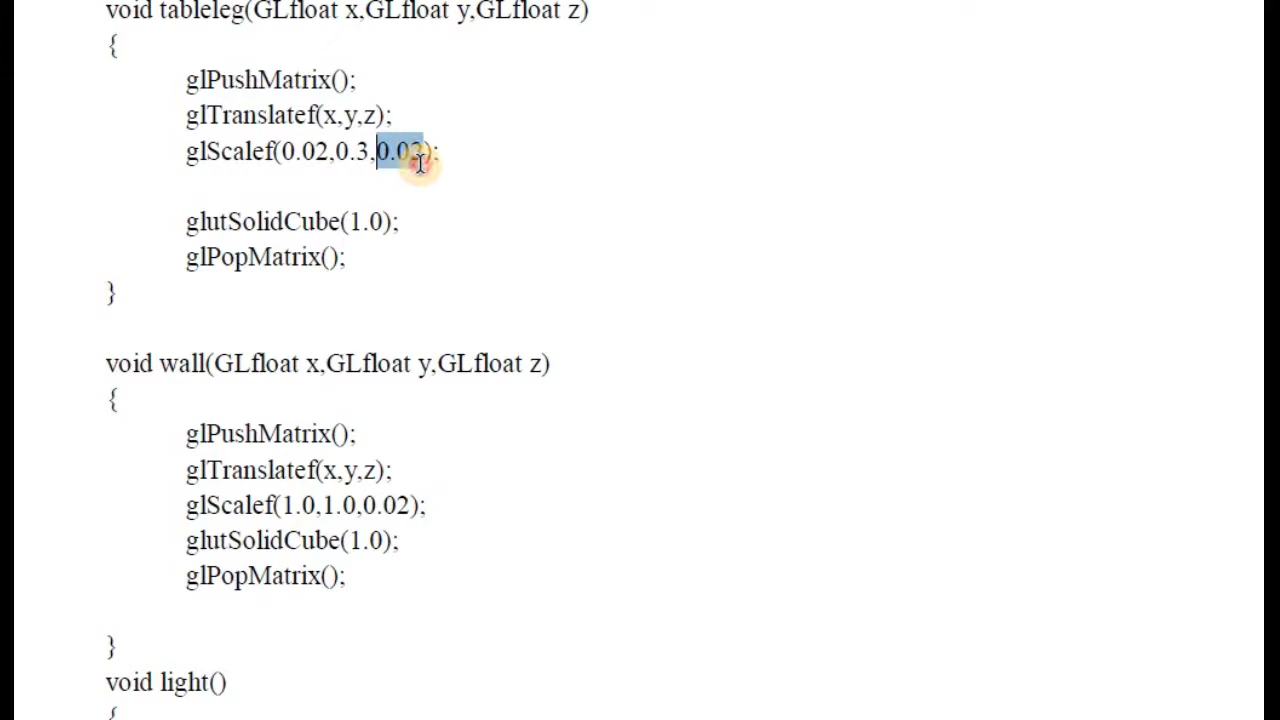 void tableleg(GLfloat x,GLfloat y,GLfloat z)
{
glPushMatrix();
glTranslatef(x,y,z);
glScalef(0.02,0.3,0.02);
glutSolidCube(1.0);
glPopMatrix();
}
void wall(GLfloat x,GLfloat y,GLfloat z)
{
glPushMatrix();
glTranslatef(x,y,z);
glScalef(1.0,1.0,0.02);
glutSolidCube(1.0);
glPopMatrix();
}
void light()
{